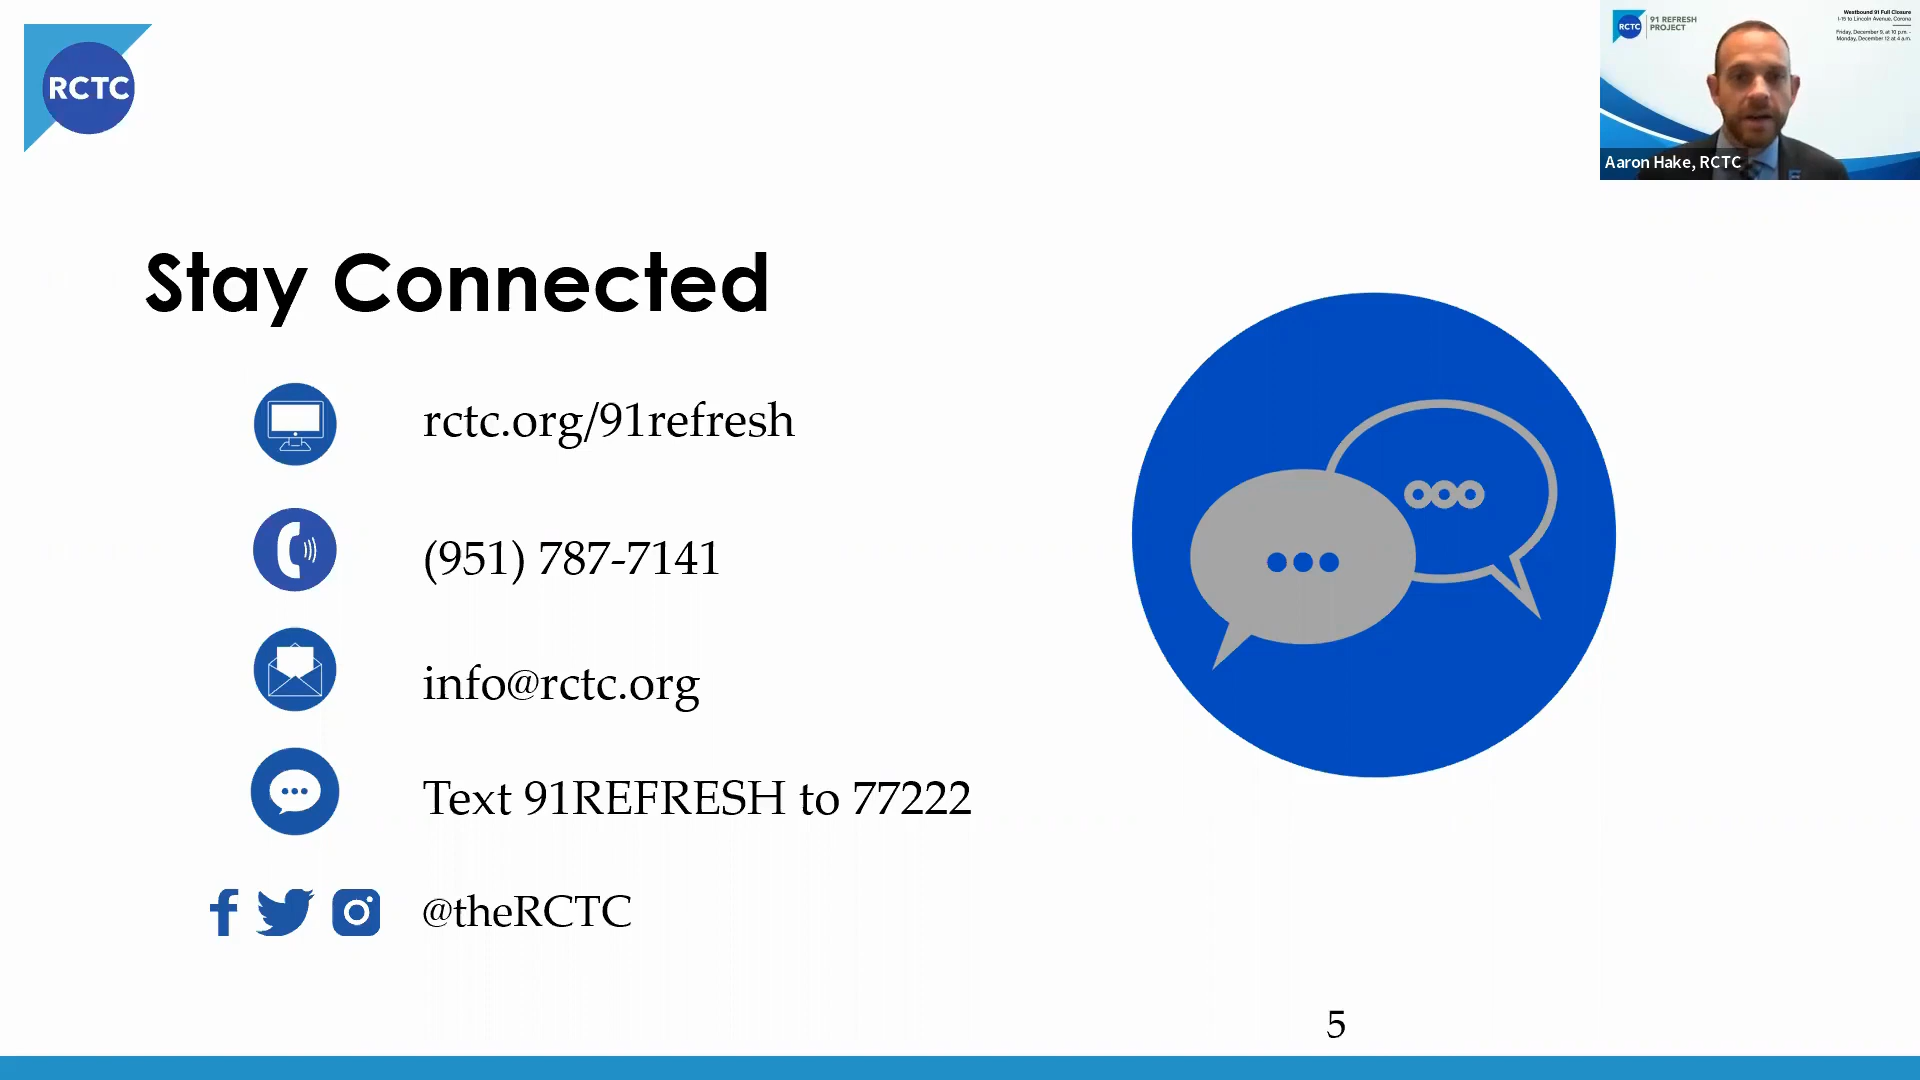 RCTC
RCTC
91 REFRESH
PROJECT
Westbound 91 Full Closure
I-15 to Lincoln Avenue, Corona
Friday, December 9, at 10 p.m. -
Monday, December 12 at 4 a.m.
Aaron Hake, RCTC
Stay Connected
rctc.org/91refresh
(951) 787-7141
info@rctc.org
Text 91REFRESH to 77222
@theRCTC
5